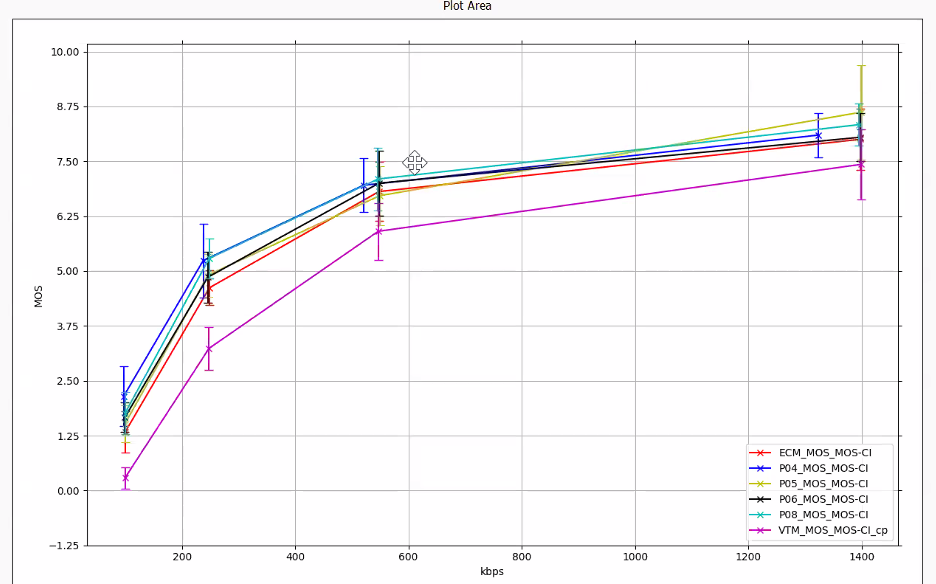 Plot Area
10.00
8.75
7.50
6.25
5.00
3.75
2.50
1.25
0.00
−1.25
MOS
200
400
600
800
1000
1200
1400
kbps
ECM_MOS_MOS-CI
P04_MOS_MOS-CI
P05_MOS_MOS-CI
P06_MOS_MOS-CI
P08_MOS_MOS-CI
VTM_MOS_MOS-CI_cp